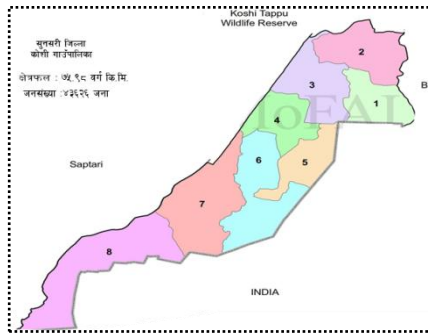 Koshi Tappu
Wildlife Reserve
सुनसरी जिल्ला
कोशी गाउँपालिका
क्षेत्रफल : ७५.९८ वर्ग कि.मि.
जनसंख्या :४३६२६ जना
2
3
1
B
4
Saptari
6
5
7
8
INDIA